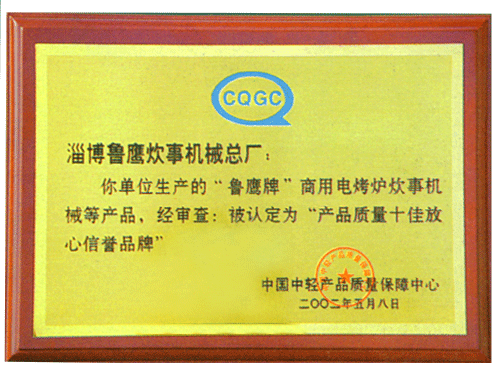 CQGC
淄博鲁鹰炊事机械总厂：
你单位生产的“鲁鹰牌”商用电烤炉炊事机
械等产品，经审查：被认定为“产品质量十佳放
心信誉品牌”
中国中轻产品质量保障中心
二〇〇二年五月八日